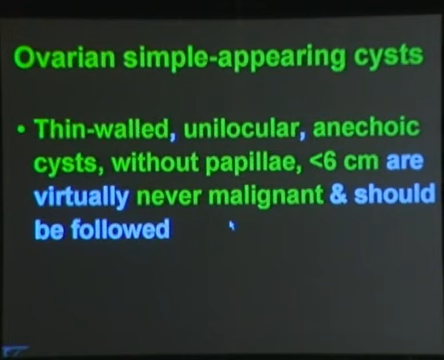 Ovarian simple-appearing cysts
• Thin-walled, unilocular, anechoic
cysts, without papillae, <6 cm are
virtually never malignant & should
be followed